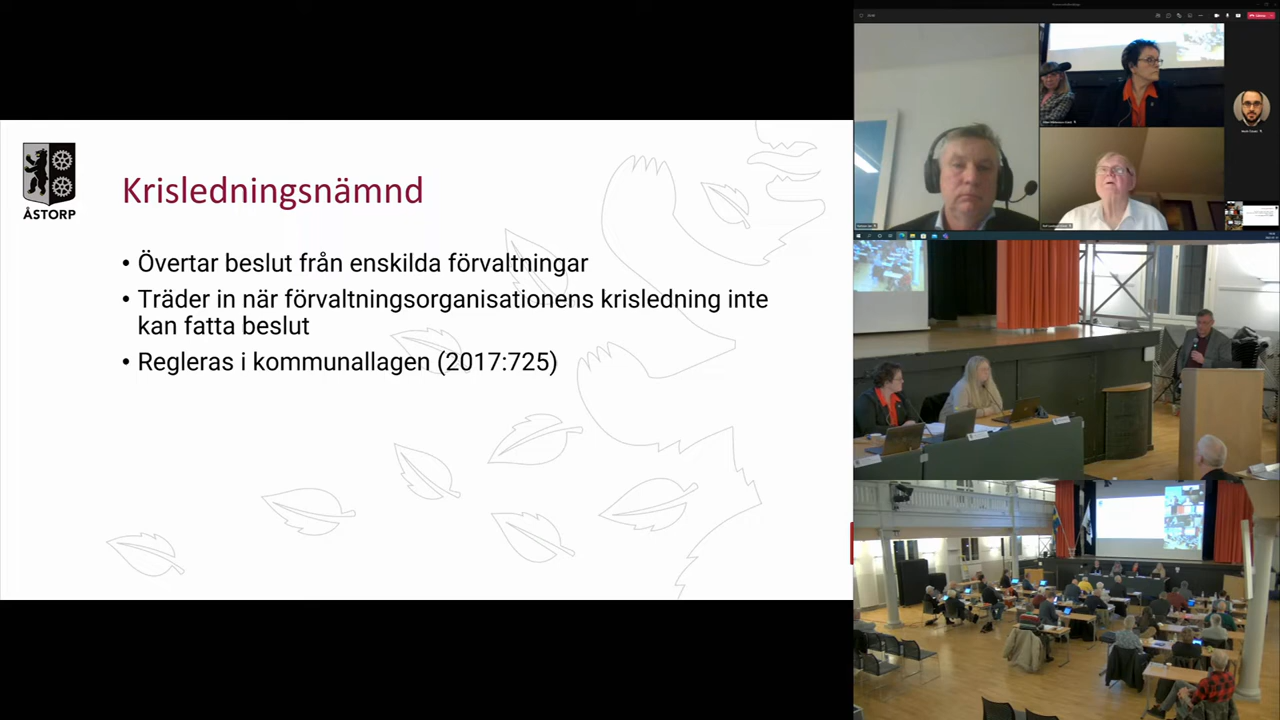 ÅSTORP
Krisledningsnämnd
• Övertar beslut från enskilda förvaltningar
• Träder in när förvaltningsorganisationens krisledning inte
kan fatta beslut
• Regleras i kommunallagen (2017:725)